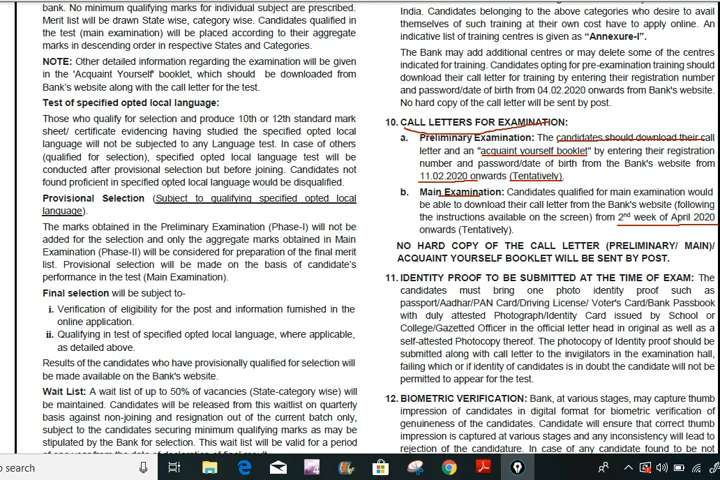 bank. No minimum qualifying marks for individual subject are prescribed.
Merit list will be drawn State wise, category wise. Candidates qualified in
the test (main examination) will be placed according to their aggregate
marks in descending order in respective States and Categories.
NOTE: Other detailed information regarding the examination will be given
in the 'Acquaint Yourself' booklet, which should be downloaded from
Bank's website along with the call letter for the test.
Test of specified opted local language:
Those who qualify for selection and produce 10th or 12th standard mark
sheet/ certificate evidencing having studied the specified opted local
language will not be subjected to any Language test. In case of others
(qualified for selection), specified opted local language test will be
conducted after provisional selection but before joining. Candidates not
found proficient in specified opted local language would be disqualified.
Provisional Selection (Subject to qualifying specified opted local
language).
The marks obtained in the Preliminary Examination (Phase-I) will not be
added for the selection and only the aggregate marks obtained in Main
Examination (Phase-II) will be considered for preparation of the final merit
list. Provisional selection will be made on the basis of candidate's
performance in the test (Main Examination).
Final selection will be subject to-
i. Verification of eligibility for the post and information furnished in the
online application.
ii. Qualifying in test of specified opted local language, where applicable,
as detailed above.
Results of the candidates who have provisionally qualified for selection will
be made available on the Bank's website.
Wait List: A wait list of up to 50% of vacancies (State-category wise) will
be maintained. Candidates will be released from this waitlist on quarterly
basis against non-joining and resignation out of the current batch only,
subject to the candidates securing minimum qualifying marks as may be
stipulated by the Bank for selection. This wait list will be valid for a period
India. Candidates belonging to the above categories who desire to avail
themselves of such training at their own cost have to apply online. An
indicative list of training centres is given as "Annexure-I".
The Bank may add additional centres or may delete some of the centres
indicated for training. Candidates opting for pre-examination training should
download their call letter for training by entering their registration number
and password/date of birth from 04.02.2020 onwards from Bank's website.
No hard copy of the call letter will be sent by post.
10. CALL LETTERS FOR EXAMINATION:
a. Preliminary Examination: The candidates should download their call
letter and an "acquaint yourself booklet" by entering their registration
number and password/date of birth from the Bank's website from
11.02.2020 onwards (Tentatively).
b. Main Examination: Candidates qualified for main examination would
be able to download their call letter from the Bank's website (following
the instructions available on the screen) from 2nd week of April 2020
onwards (Tentatively).
NO HARD COPY OF THE CALL LETTER (PRELIMINARY/ MAIN)/
ACQUAINT YOURSELF BOOKLET WILL BE SENT BY POST.
11. IDENTITY PROOF TO BE SUBMITTED AT THE TIME OF EXAM: The
candidates must bring one photo identity proof such as
passport/Aadhar/PAN Card/Driving License/ Voter's Card/Bank Passbook
with duly attested Photograph/Identity Card issued by School or
College/Gazetted Officer in the official letter head in original as well as a
self-attested Photocopy thereof. The photocopy of Identity proof should be
submitted along with call letter to the invigilators in the examination hall,
failing which or if identity of candidates is in doubt the candidate will not be
permitted to appear for the test.
12. BIOMETRIC VERIFICATION: Bank, at various stages, may capture thumb
impression of candidates in digital format for biometric verification of
genuineness of the candidates. Candidate will ensure that correct thumb
impression is captured at various stages and any inconsistency will lead to
rejection of the candidature. In case of any candidate found to be not
o search